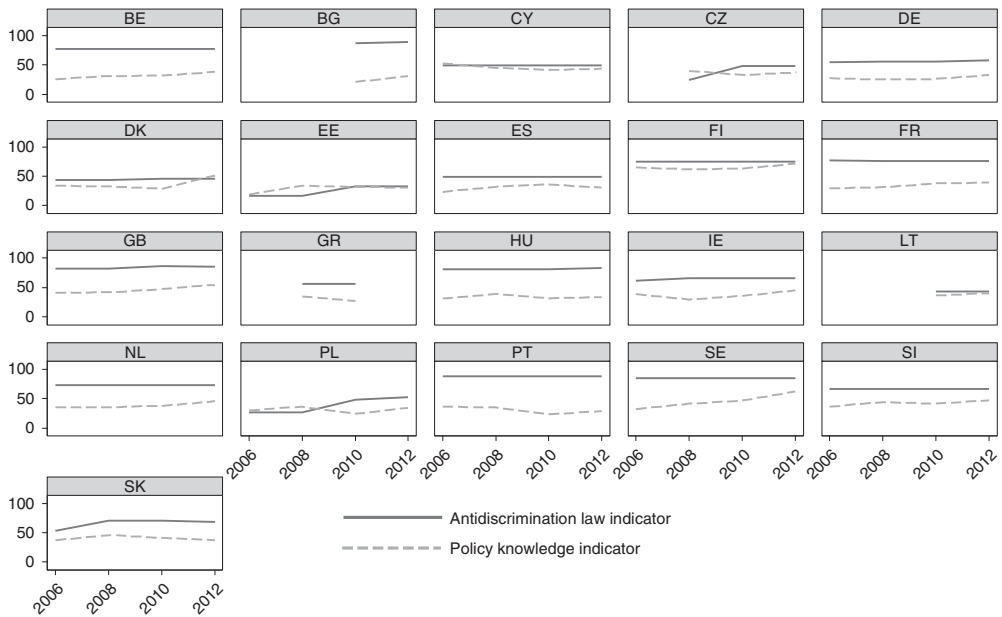 BE BG CY CZ DE
100
50
0
DK EE ES FI FR
100
50
0
GB GR HU IE LT
100
50
0
NL PL PT SE SI
100
50
0
2006 2008 2010 2012 2006 2008 2010 2012 2006 2008 2010 2012 2006 2008 2010 2012
SK
100
50
0
2006 2008 2010 2012
Antidiscrimination law indicator
Policy knowledge indicator